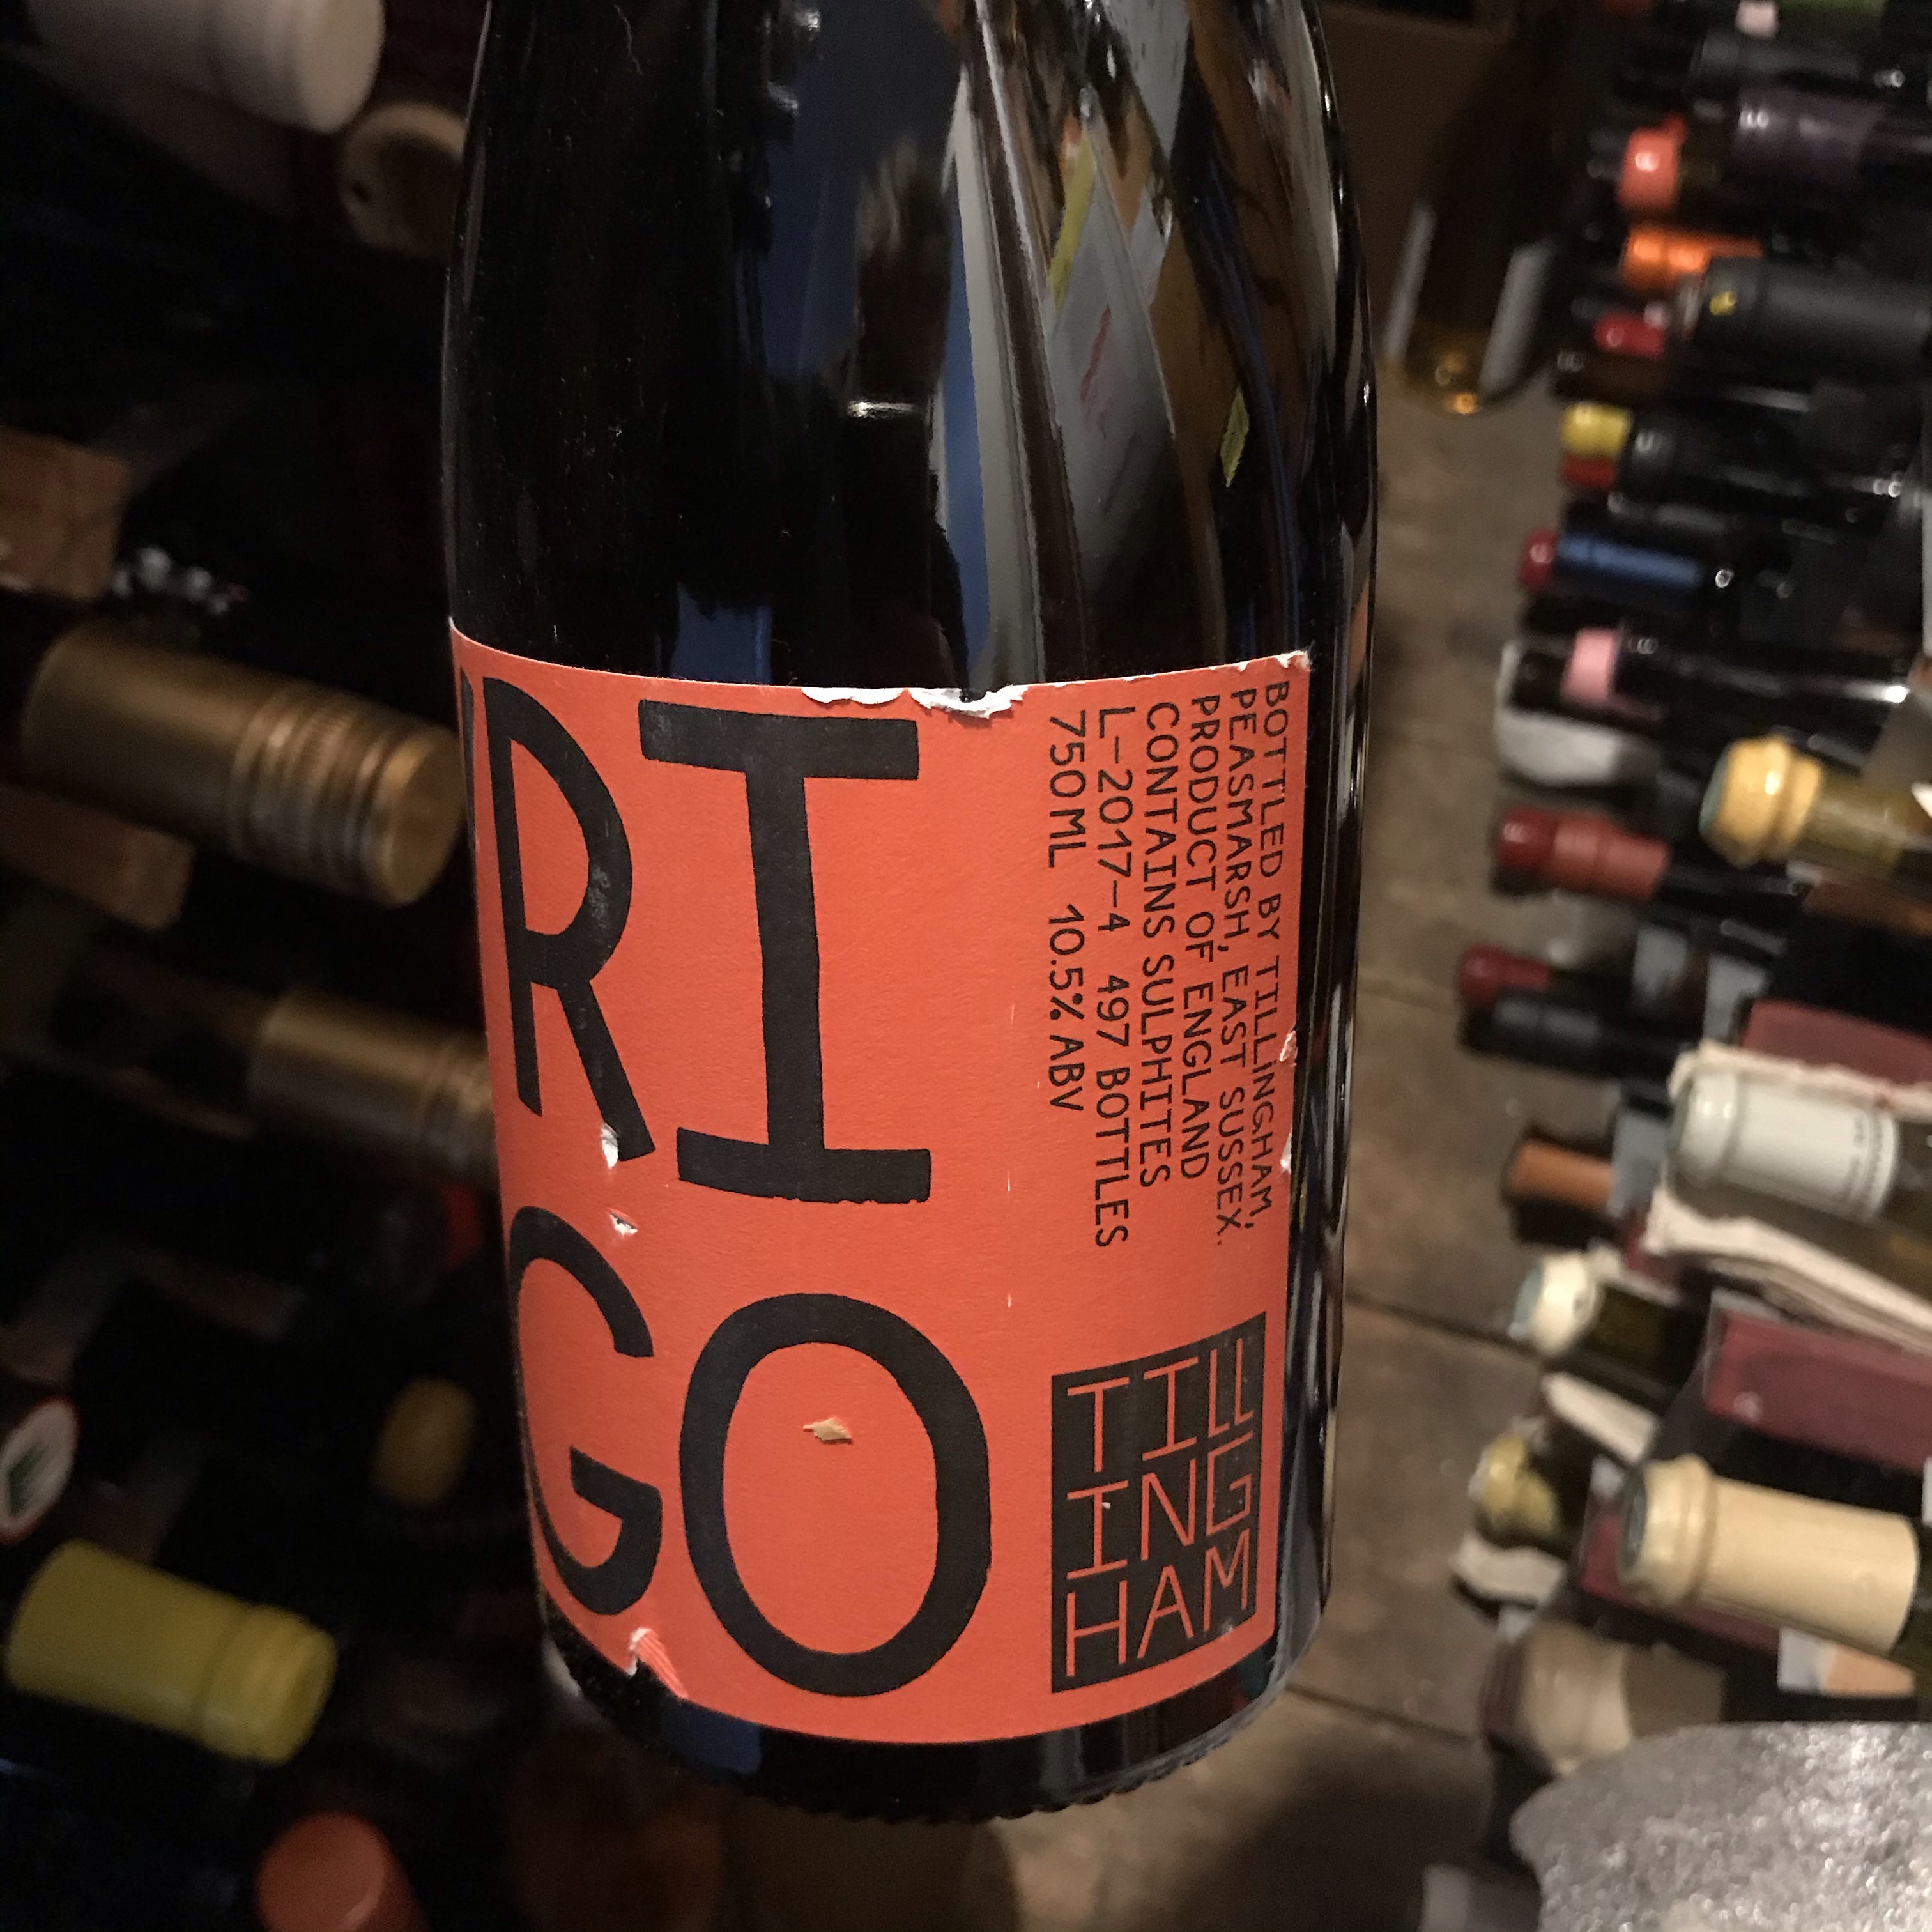 RI
GO
BOTTLED BY TILLINGHAM,
PEASMARSH, EAST SUSSEX.
PRODUCT OF ENGLAND
CONTAINS SULPHITES
L-2017-4 497 BOTTLES
750ML 10.5% ABV
TILL
ING
HAM